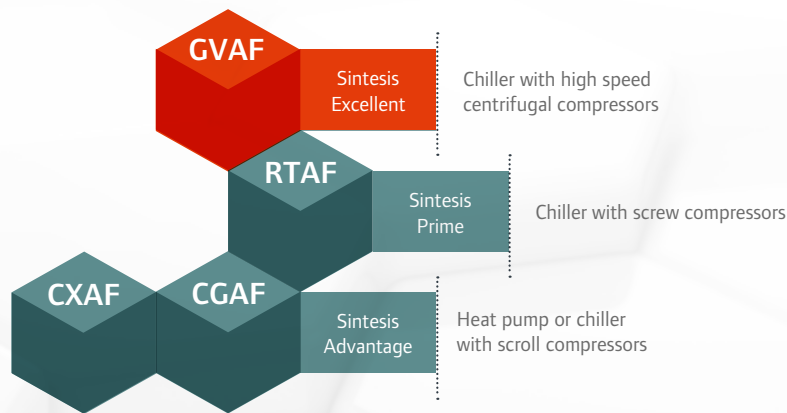 GVAF
Sintesis
Excellent
Chiller with high speed
centrifugal compressors
RTAF
Sintesis
Prime
Chiller with screw compressors
CXAF
CGAF
Sintesis
Advantage
Heat pump or chiller
with scroll compressors